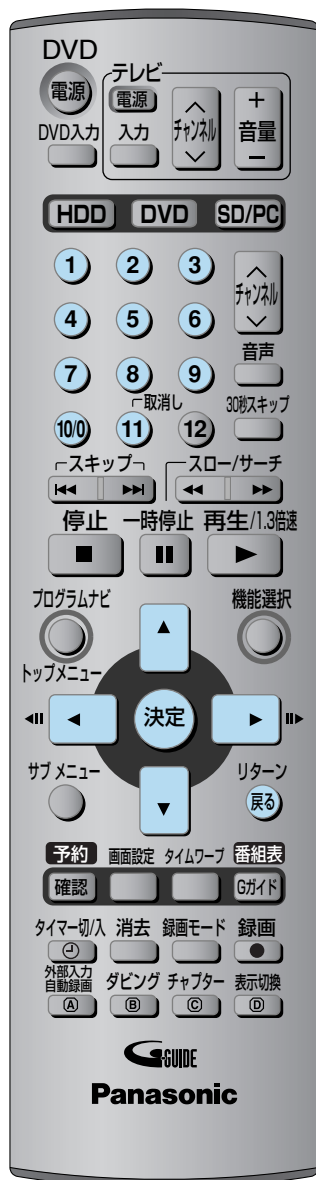 DVD
テレビ
電源
電源
チャンネル
+
音量
−
DVD入力
入力
HDD DVD SD/PC
1 2 3
チャンネル
4 5 6
音声
7 8 9
取消し
30秒スキップ
10/0 11 12
スキップ スロー/サーチ
停止 一時停止 再生/1.3倍速
プログラムナビ 機能選択
トップメニュー
決定
サブ メニュー リターン
戻る
予約 画面設定 タイムワープ 番組表
確認 Gガイド
タイマー切/入 消去 録画モード 録画
外部入力
自動録画 ダビング チャプター 表示切換
A B C D
G-GUIDE
Panasonic